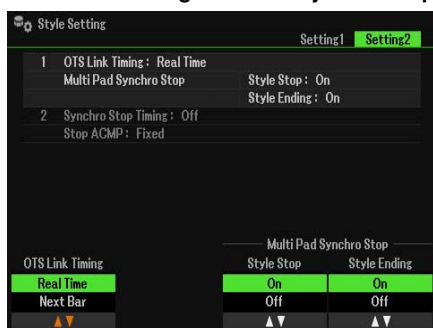 Style Setting
Setting1 Setting2
1 OTS Link Timing : Real Time
Multi Pad Synchro Stop Style Stop : On
Style Ending : On
2 Synchro Stop Timing : Off
Stop ACMP : Fixed
Multi Pad Synchro Stop
OTS Link Timing Style Stop Style Ending
Real Time On On
Next Bar Off Off